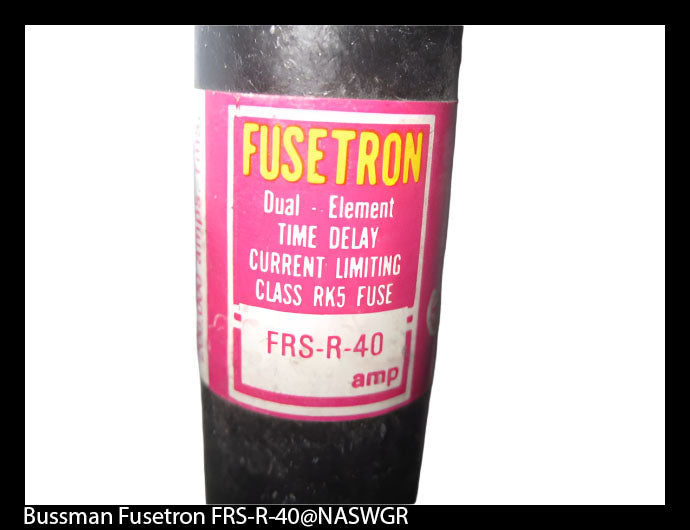 FUSETRON
Dual - Element
TIME DELAY
CURRENT LIMITING
CLASS RK5 FUSE
FRS-R-40
amp
Bussman Fusetron FRS-R-40@NASWGR